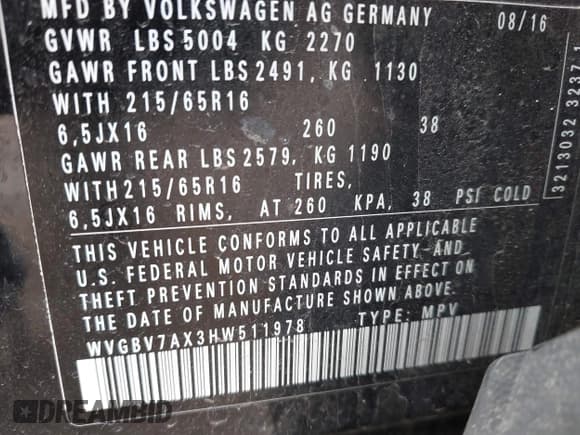 MFD BY VOLKSWAGEN AG GERMANY 08/16
GVWR LBS 5004 KG 2270
GAWR FRONT LBS 2491, KG 1130
WITH 215/65R16
6,5JX16 260 38
GAWR REAR LBS 2579, KG 1190
WITH 215/65R16 TIRES,
6,5JX16 RIMS, AT 260 KPA, 38 PSI COLD
THIS VEHICLE CONFORMS TO ALL APPLICABLE
U.S. FEDERAL MOTOR VEHICLE SAFETY-AND
THEFT PREVENTION STANDARDS IN EFFECT ON
THE DATE OF MANUFACTURE SHOWN ABOVE.
WVGBV7AX3HW511978 TYPE: MPV
3213032 32371
DREAMBID